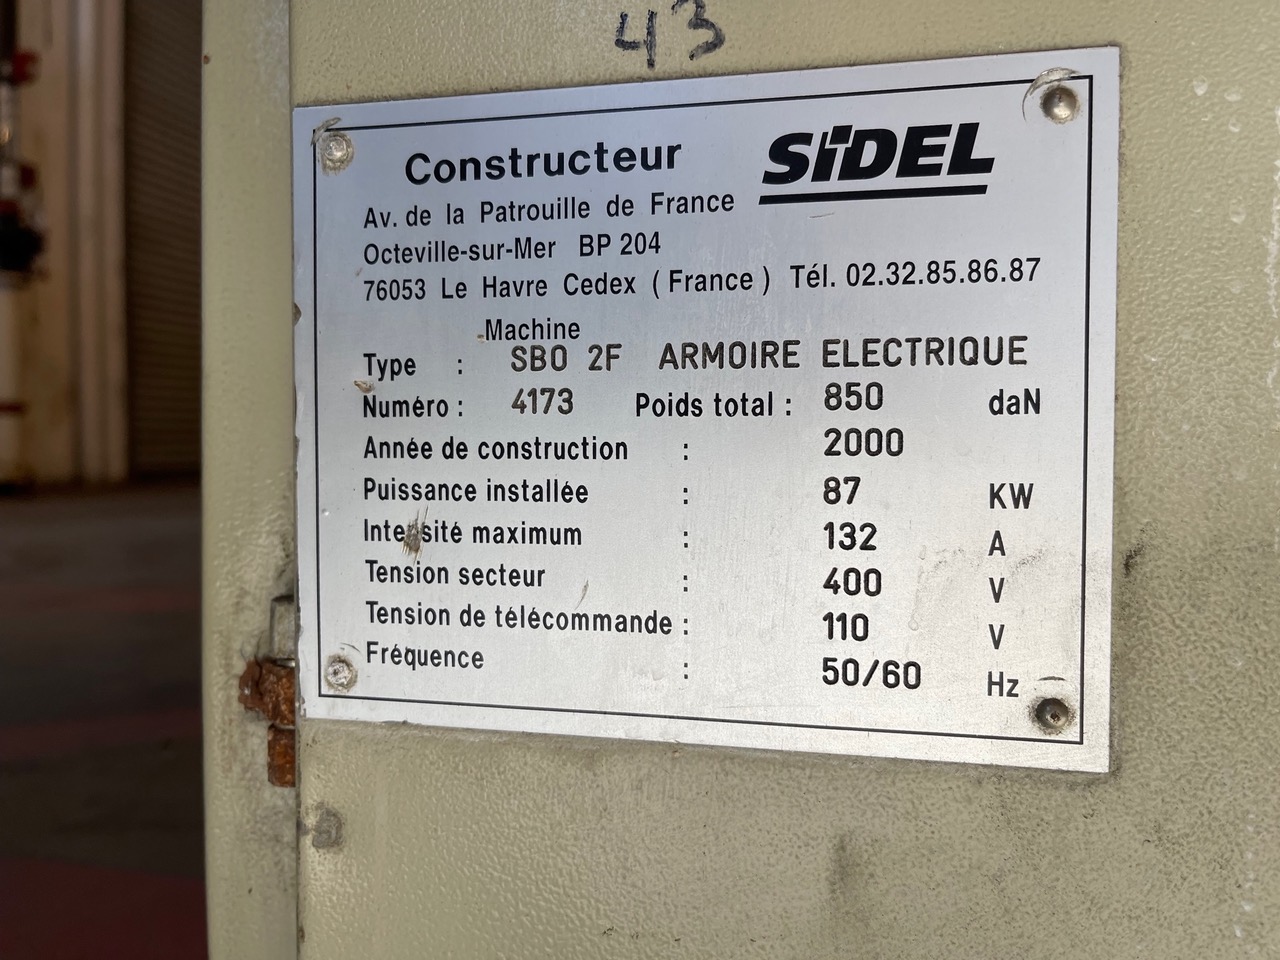 43
Constructeur SiDEL
Av. de la Patrouille de France
Octeville-sur-Mer BP 204
76053 Le Havre Cedex ( France ) Tél. 02.32.85.86.87
Machine
Type : SBO 2F ARMOIRE ELECTRIQUE
Numéro : 4173 Poids total : 850 daN
Année de construction : 2000
Puissance installée : 87 KW
Intensité maximum : 132 A
Tension secteur : 400 V
Tension de télécommande : 110 V
Fréquence : 50/60 Hz